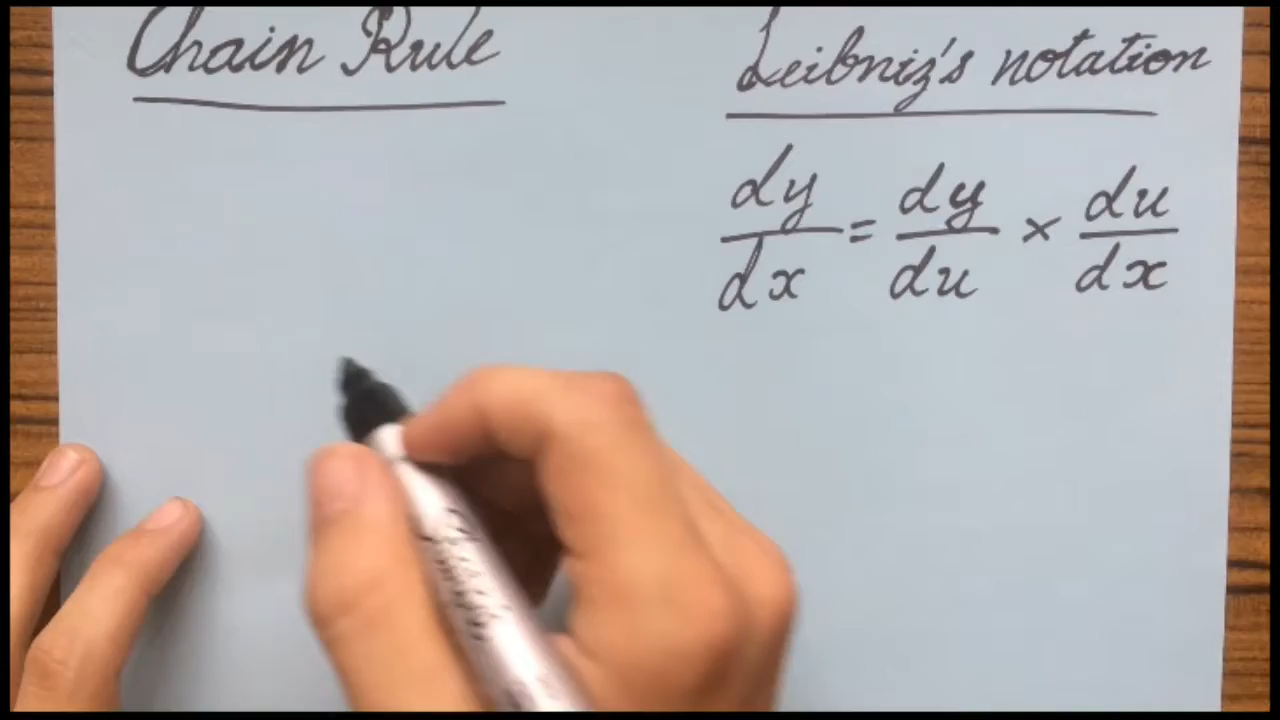 Chain Rule
Leibniz's notation
dy/dx = dy/du × du/dx